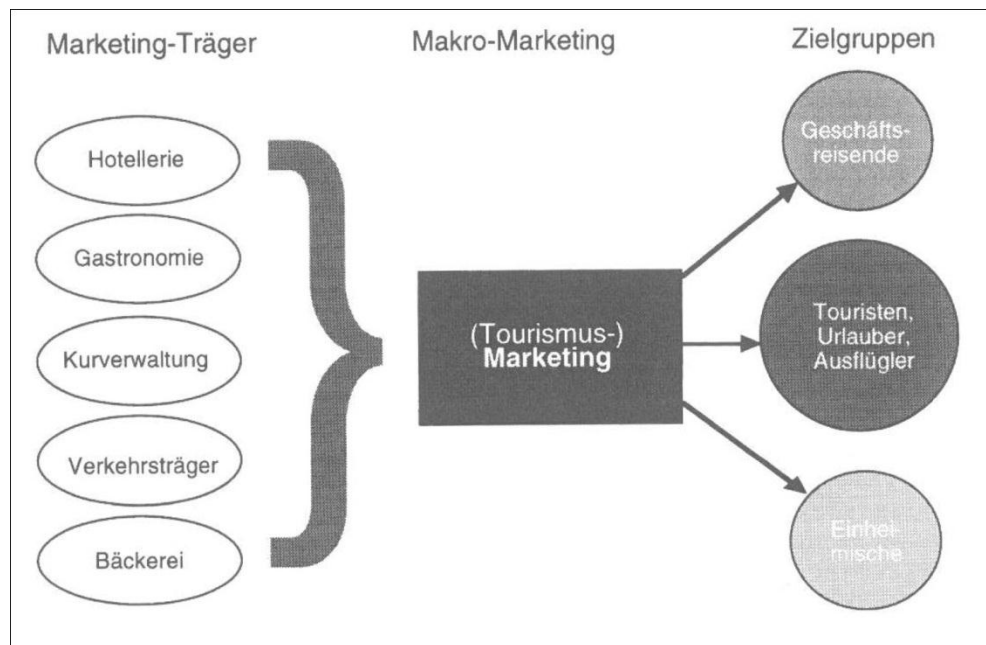 Marketing-Träger
Makro-Marketing
Zielgruppen
Hotellerie
Gastronomie
Kurverwaltung
Verkehrsträger
Bäckerei
(Tourismus-)
Marketing
Geschäfts-
reisende
Touristen,
Urlauber,
Ausflügler
Einhei-
mische